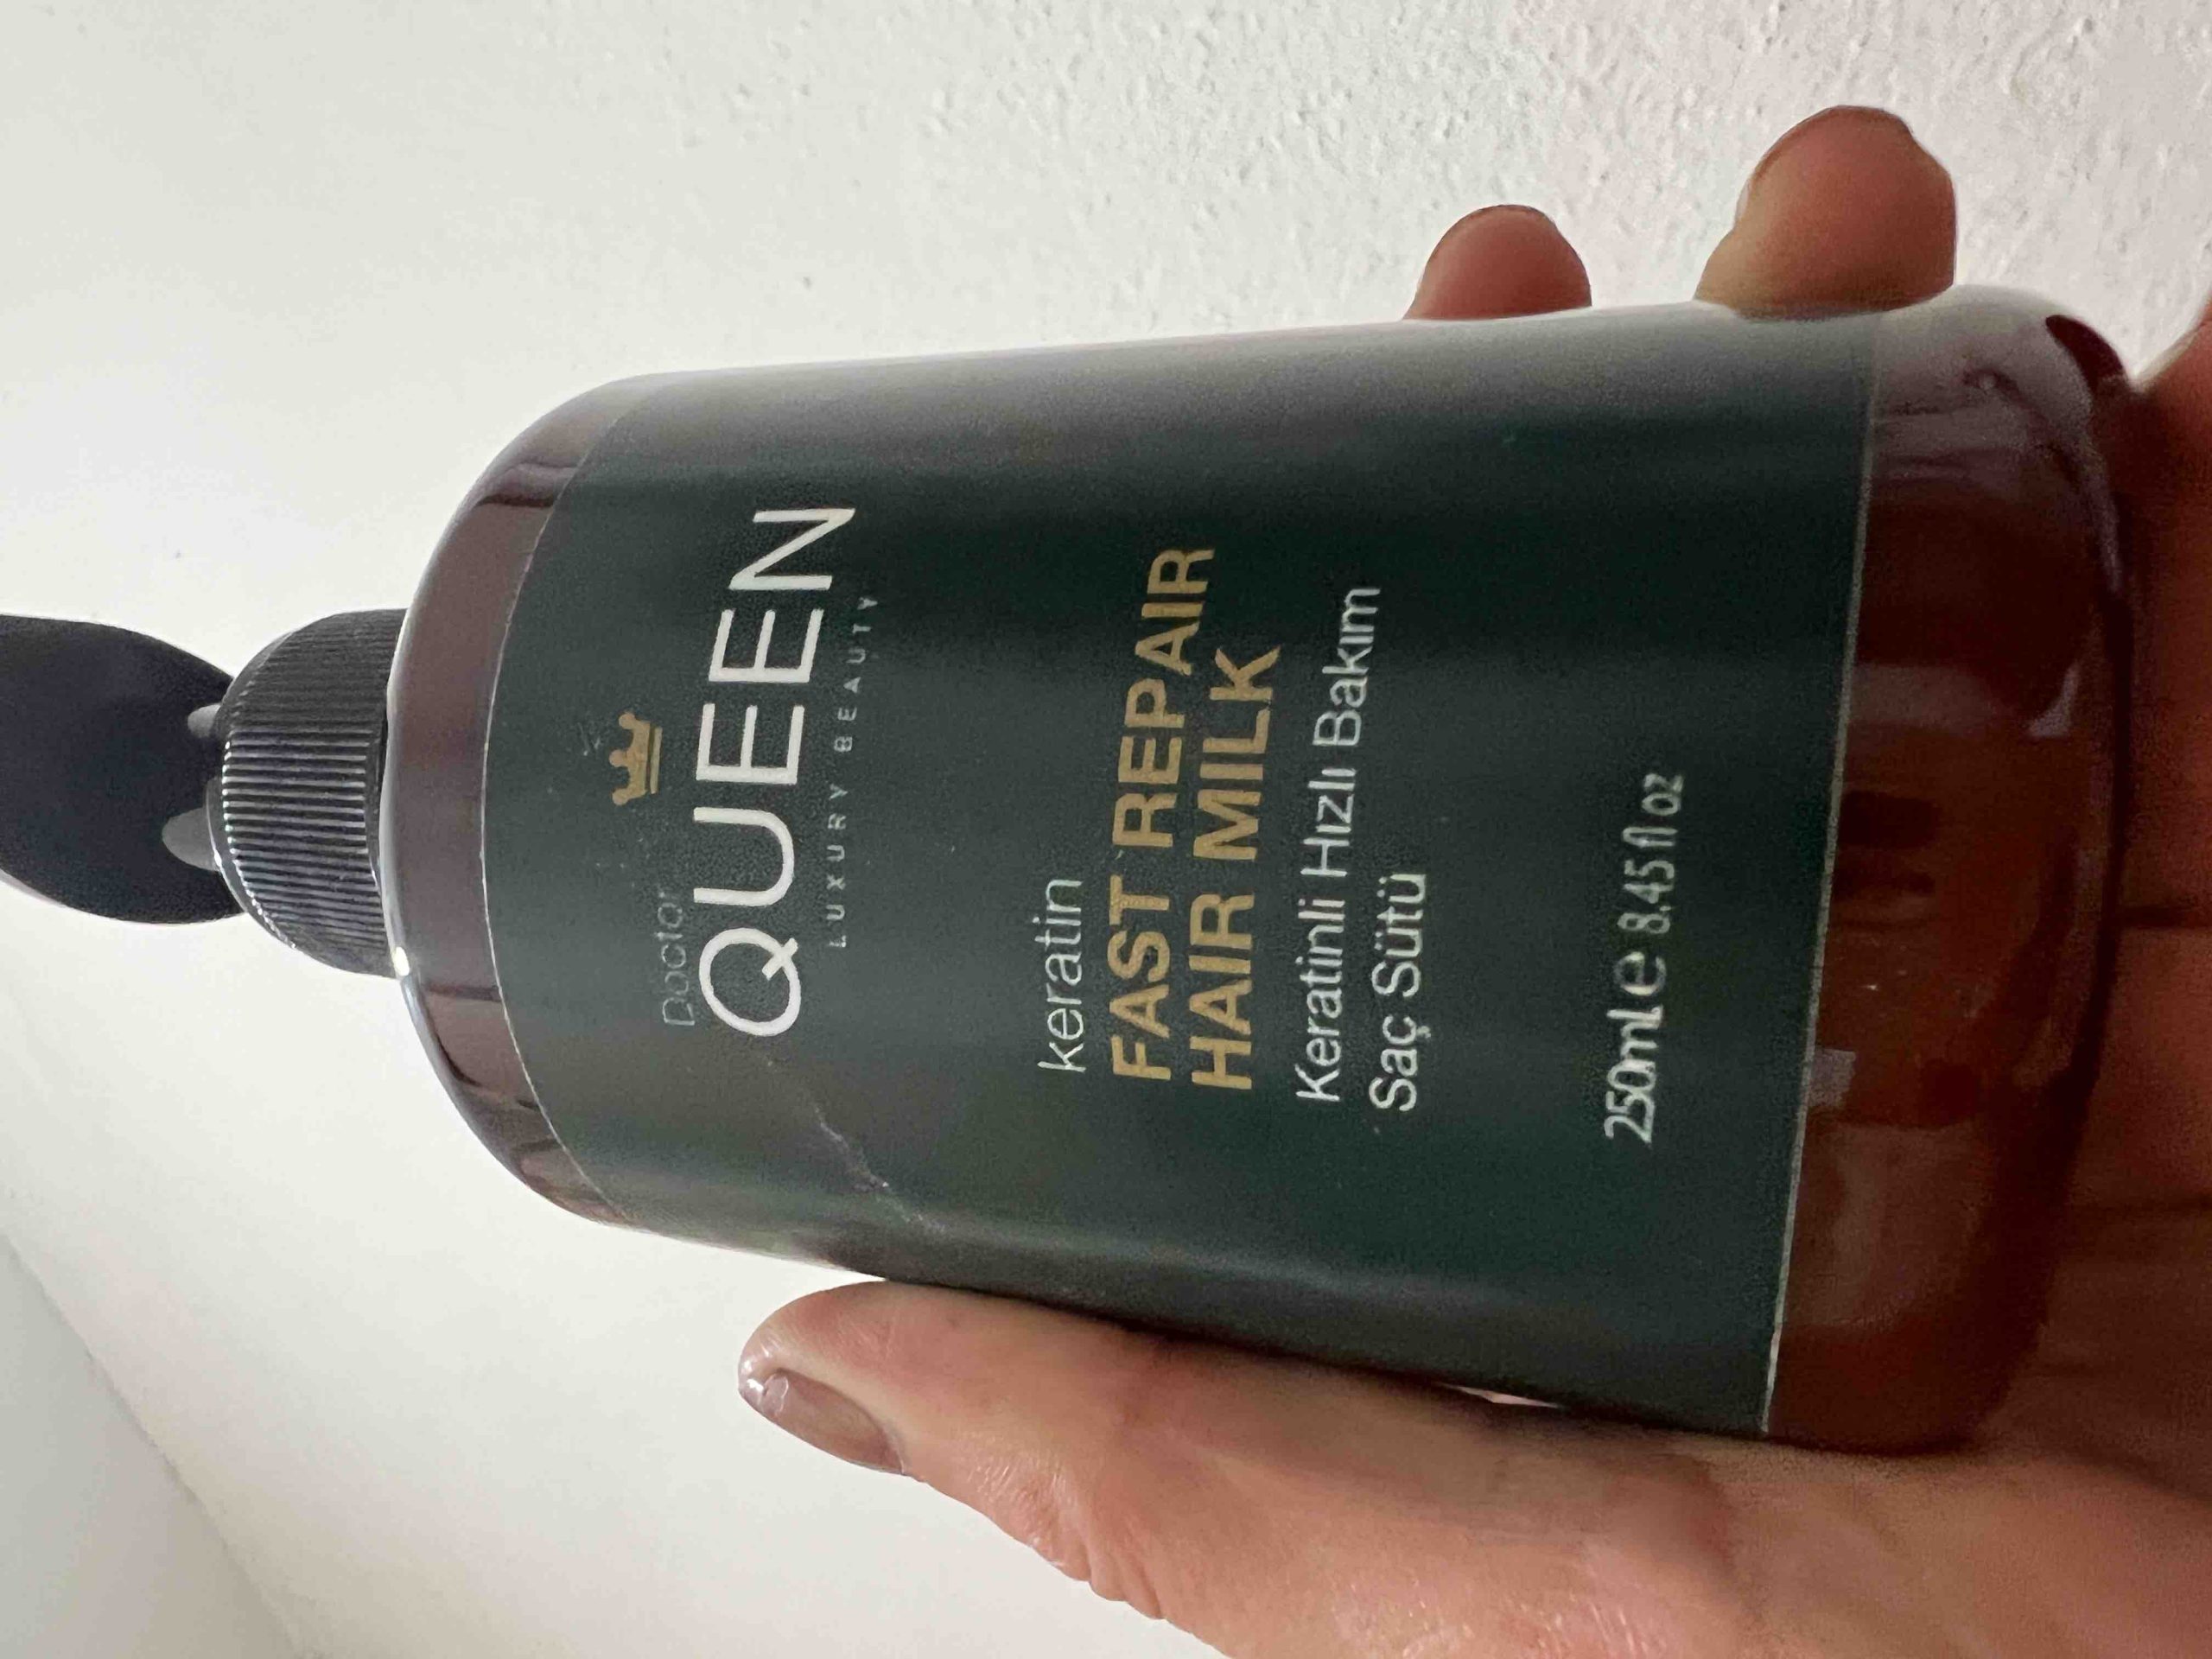 Doctor
QUEEN
LUXURY BEAUTY
keratin
FAST REPAIR
HAIR MILK
Keratinli Hızlı Bakım
Saç Sütü
250mL e 8.45 fl oz